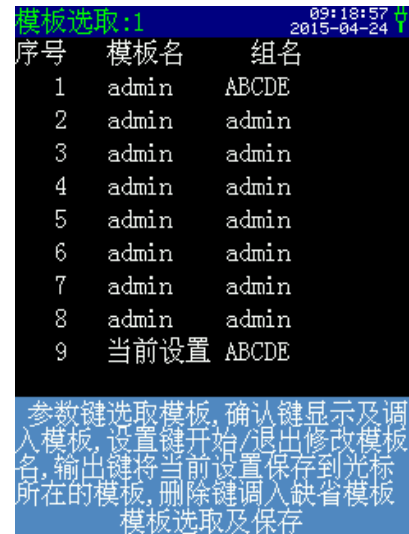 模板选取:1 09:18:57
2015-04-24
序号 模板名 组名
1 admin ABCDE
2 admin admin
3 admin admin
4 admin admin
5 admin admin
6 admin admin
7 admin admin
8 admin admin
9 当前设置 ABCDE
参数键选取模板,确认键显示及调
入模板,设置键开始/退出修改模板
名,输出键将当前设置保存到光标
所在的模板,删除键调入缺省模板
模板选取及保存